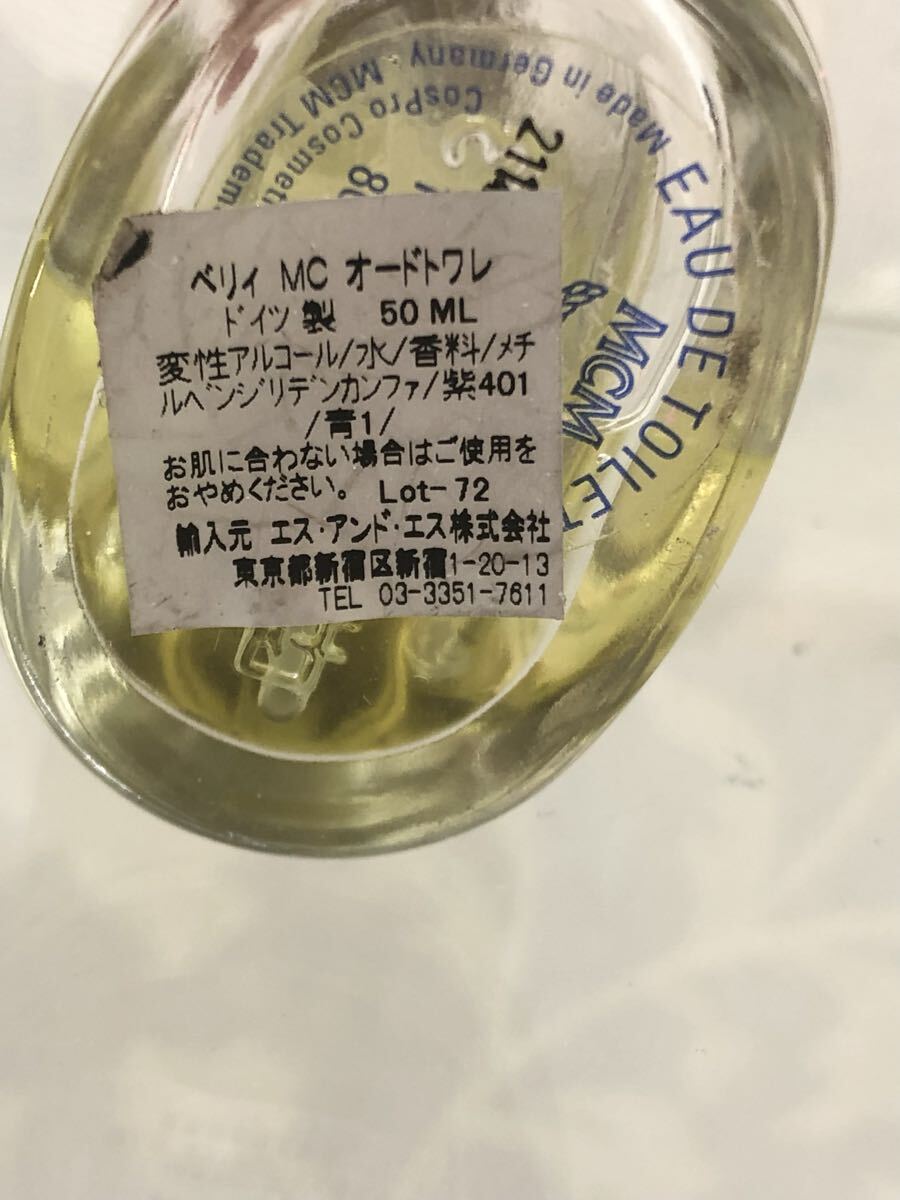 ベリィ MC オードトワレ
ドイツ製 50 ML
変性アルコール/水/香料/メチ
ルベンジリデンカンファ/紫401
/青1/
お肌に合わない場合はご使用を
おやめください。 Lot-72
輸入元 エス・アンド・エス株式会社
東京都新宿区新宿1-20-13
TEL 03-3351-7611
EAU DE TOILET
MCM
Made in Germany
CosPro Cosmeti
MCM Tradem